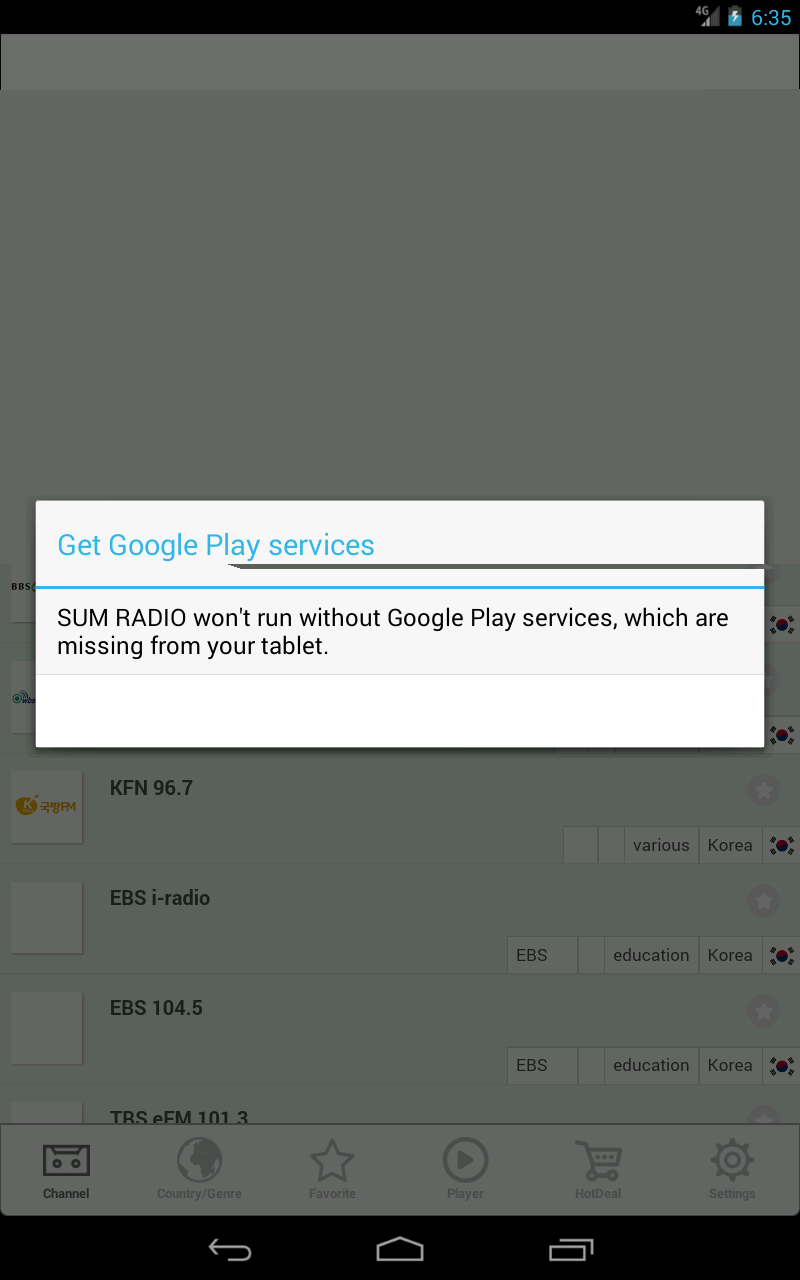 4G 6:35
Get Google Play services
BBS
SUM RADIO won't run without Google Play services, which are
missing from your tablet.
wbs
KFN 96.7
K 국방FM
various Korea
EBS i-radio
EBS education Korea
EBS 104.5
EBS education Korea
TBS eFM 101.3
Channel Country/Genre Favorite Player HotDeal Settings